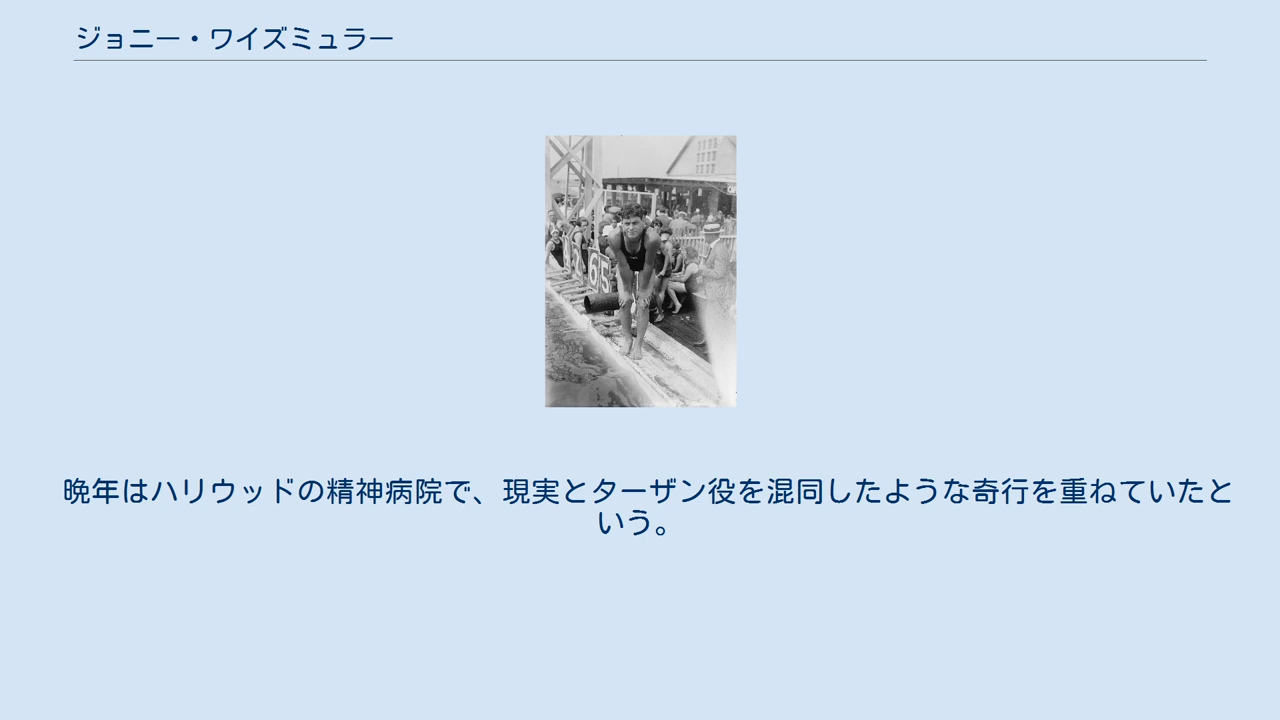 ジョニー・ワイズミュラー
65
晩年はハリウッドの精神病院で、現実とターザン役を混同したような奇行を重ねていたと
いう。